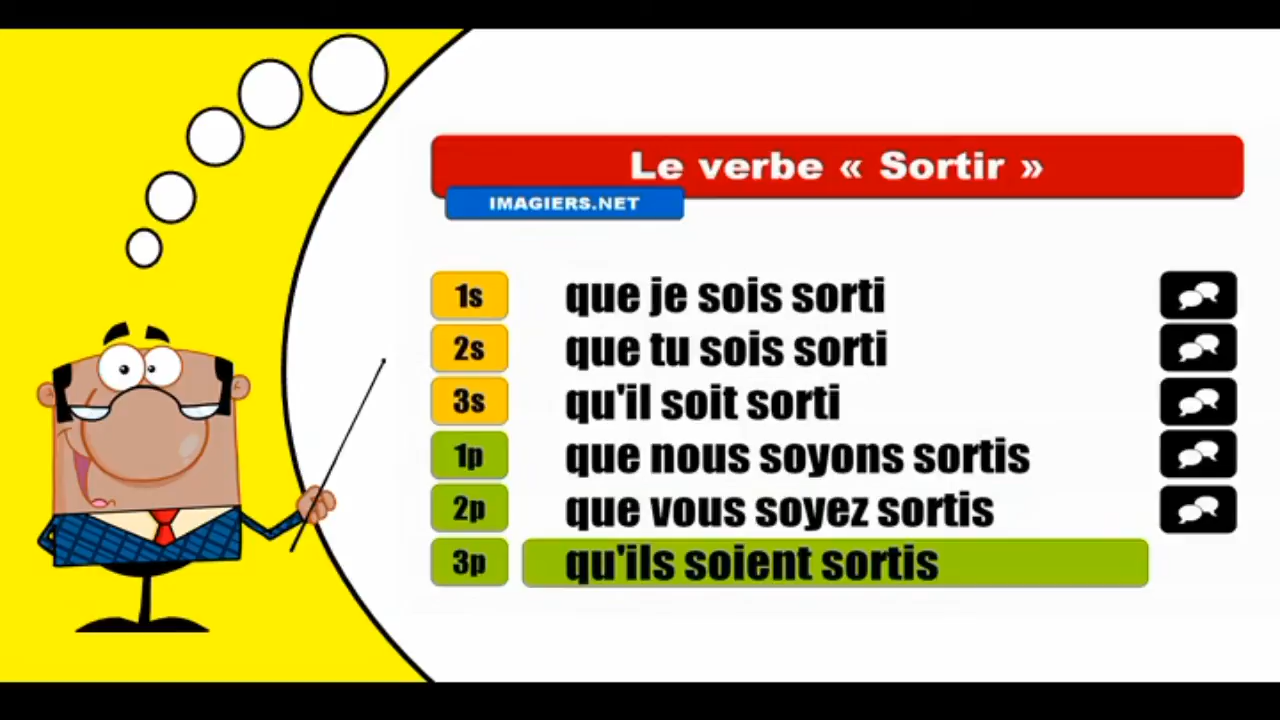 Le verbe « Sortir »
IMAGIERS.NET
1s que je sois sorti
2s que tu sois sorti
3s qu'il soit sorti
1p que nous soyons sortis
2p que vous soyez sortis
3p qu'ils soient sortis